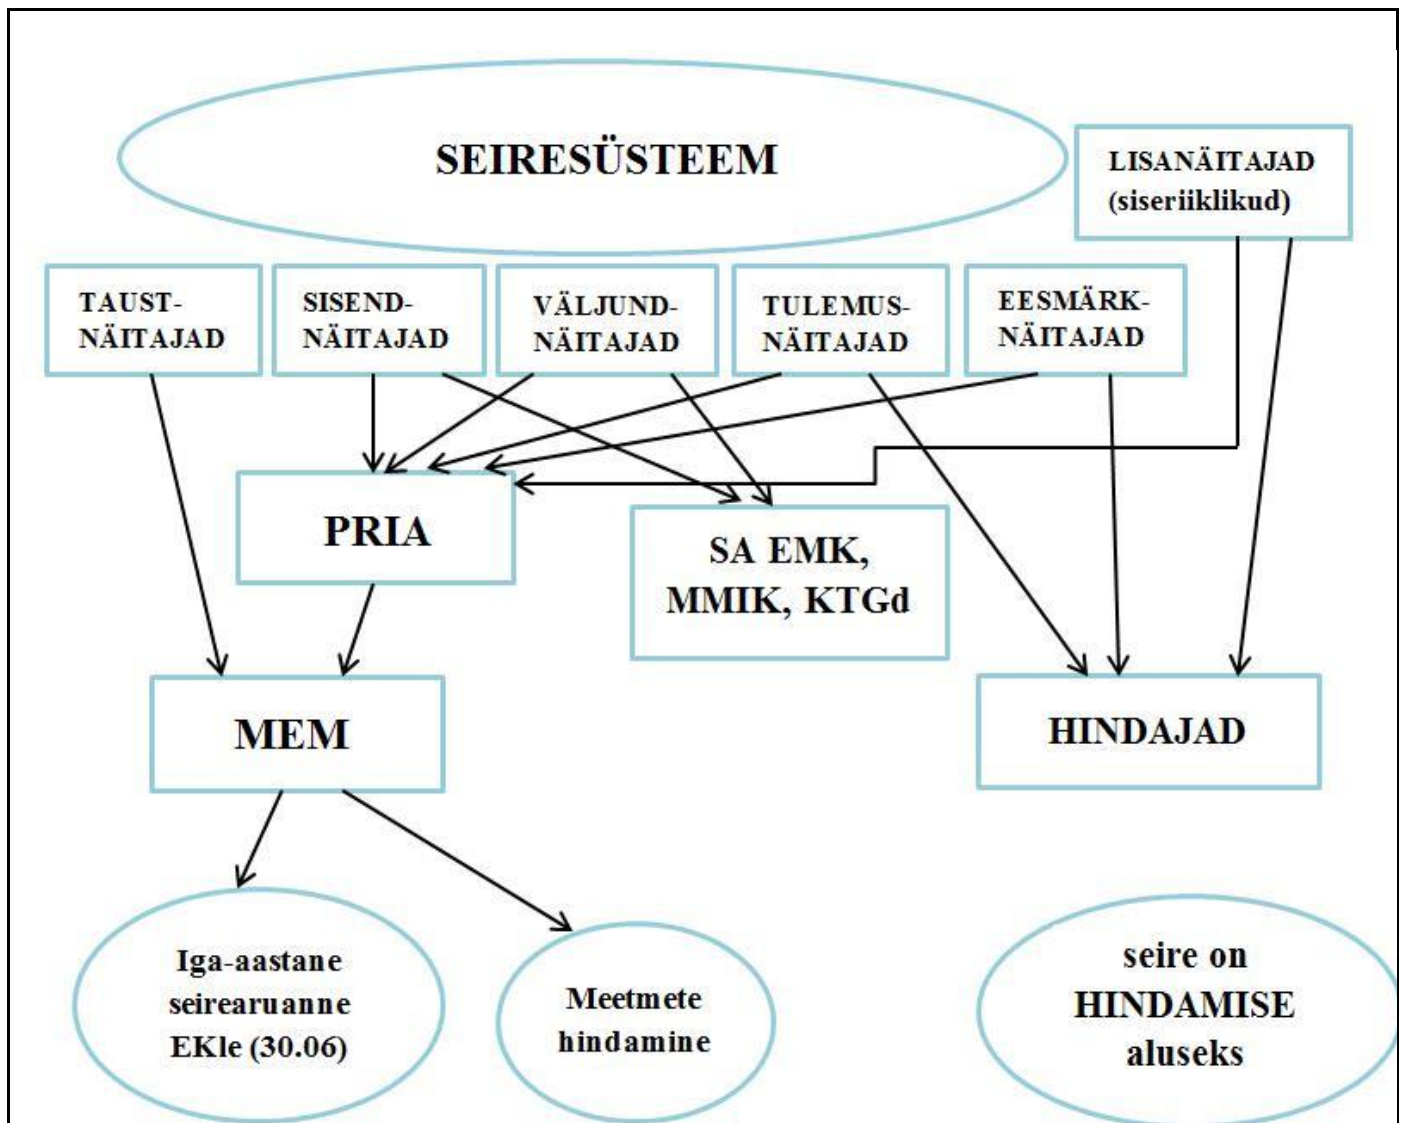 SEIRESÜSTEEM
LISANÄITAJAD
(siseriiklikud)
TAUST-
NÄITAJAD
SISEND-
NÄITAJAD
VÄLJUND-
NÄITAJAD
TULEMUS-
NÄITAJAD
EESMÄRK-
NÄITAJAD
PRIA
SA EMK,
MMIK, KTGd
MEM
HINDAJAD
Iga-aastane
seirearuanne
EKle (30.06)
Meetmete
hindamine
seire on
HINDAMISE
aluseks